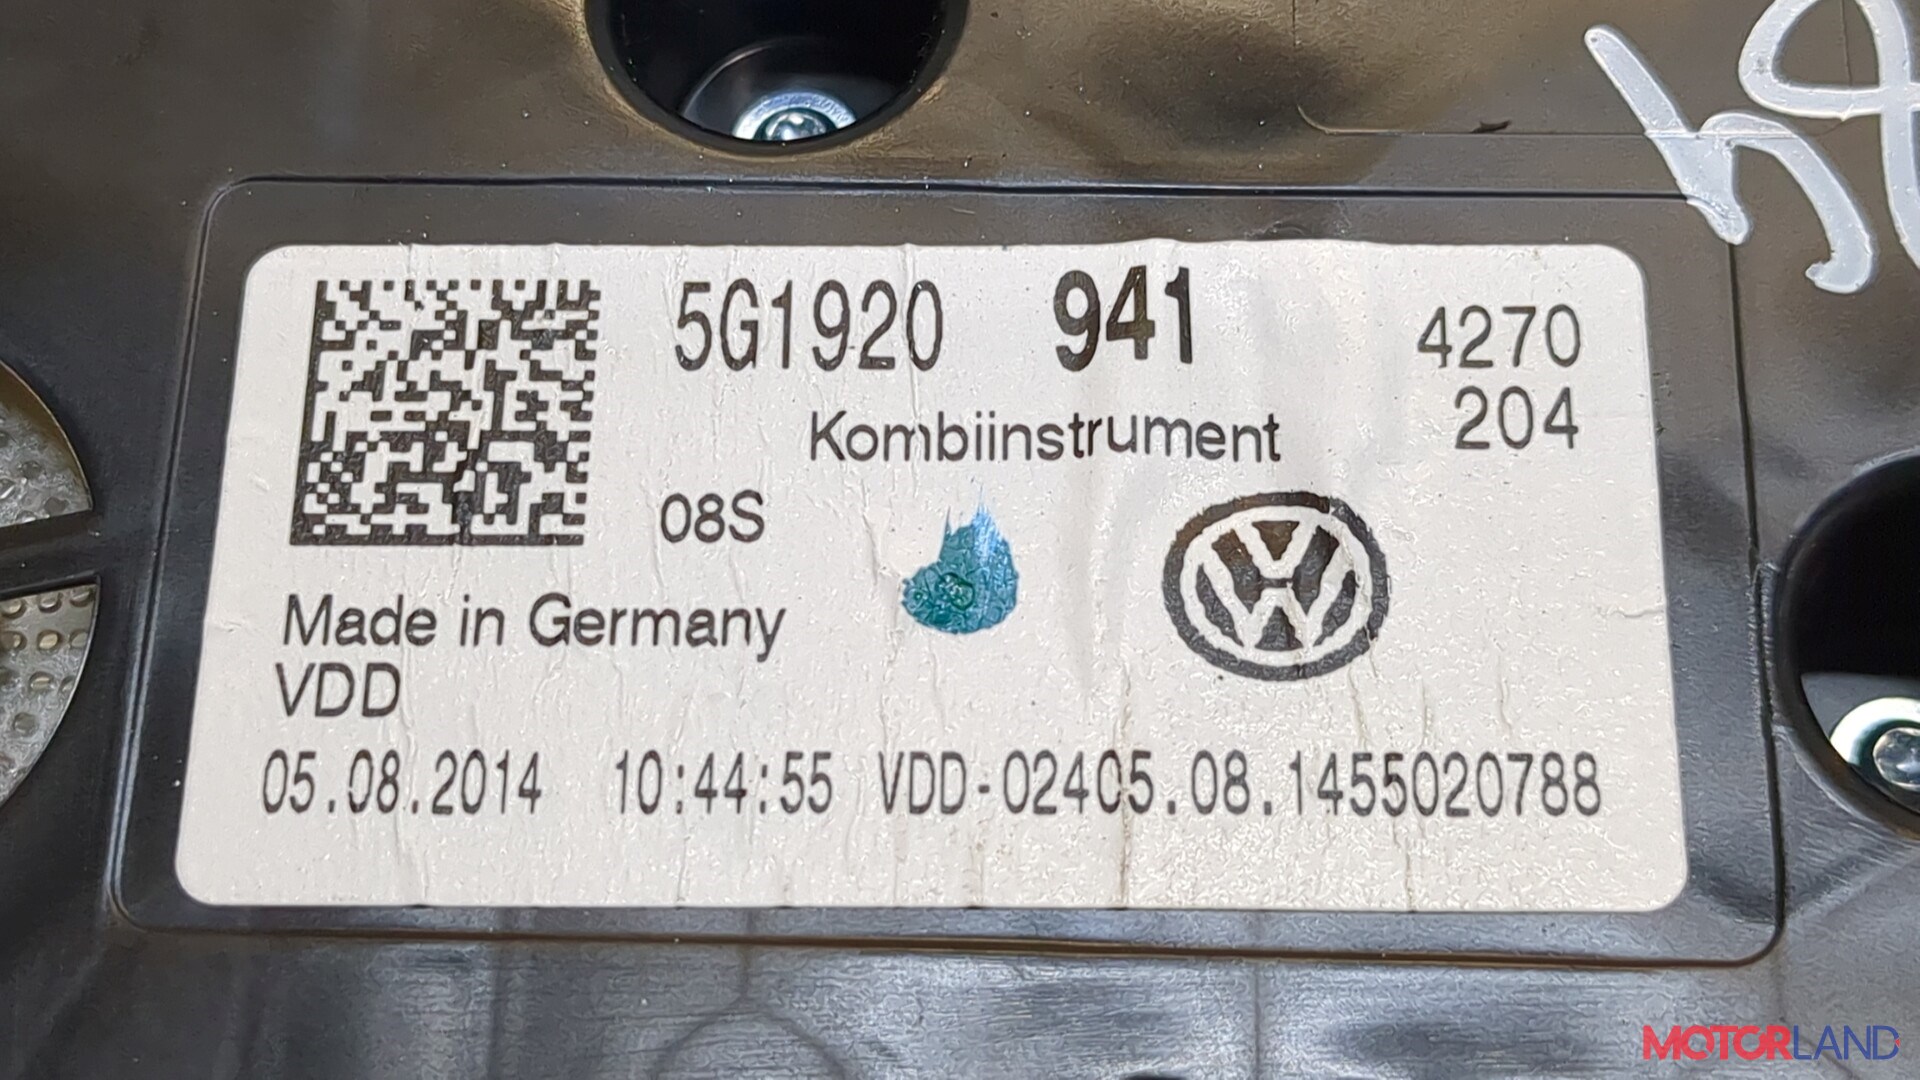 5G1920 941 4270
204
Kombiinstrument
08S
Made in Germany
VDD
05.08.2014 10:44:55 VDD-02405.08.1455020788
MOTORLAND